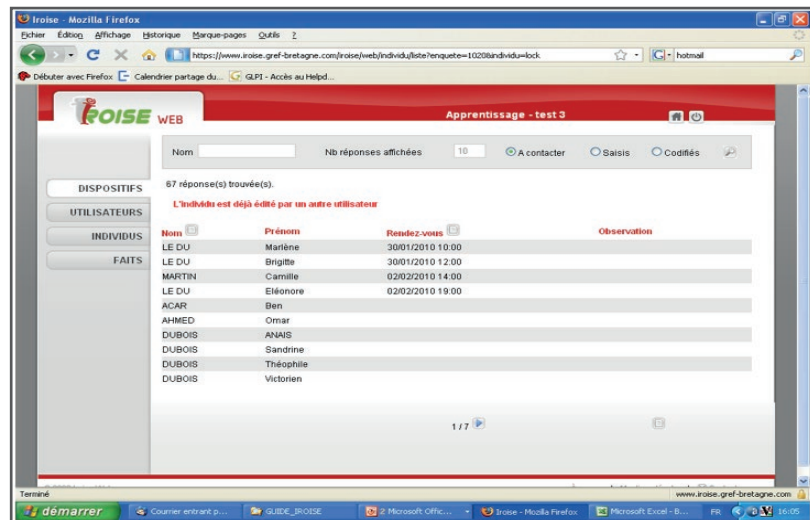 Iroise - Mozilla Firefox
Fichier Édition Affichage Historique Marque-pages Outils ?
https://www.iroise.gref-bretagne.com/iroise/web/individu/liste?enquete=1020&individu=lock
hotmail
Débuter avec Firefox Calendrier partage du... GLPI - Accès au Helpd...
IROISE WEB
Apprentissage - test 3
Nom Nb réponses affichées 10 A contacter Saisis Codifiés
DISPOSITIFS
UTILISATEURS
INDIVIDUS
FAITS
67 réponse(s) trouvée(s).
L'individu est déjà édité par un autre utilisateur
Nom Prénom Rendez-vous Observation
LE DU Marlène 30/01/2010 10:00
LE DU Brigitte 30/01/2010 12:00
MARTIN Camille 02/02/2010 14:00
LE DU Eléonore 02/02/2010 19:00
ACAR Ben
AHMED Omar
DUBOIS ANAIS
DUBOIS Sandrine
DUBOIS Théophile
DUBOIS Victorien
1 / 7
Terminé www.iroise.gref-bretagne.com
démarrer Courrier entrant p... GUIDE_IROISE 2 Microsoft Offic... Iroise - Mozilla Firefox Microsoft Excel - B... FR 16:05